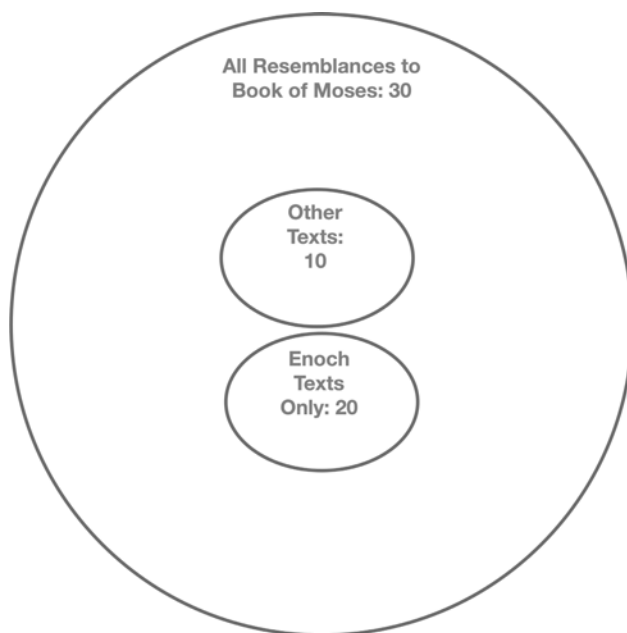 All Resemblances to
Book of Moses: 30
Other
Texts:
10
Enoch
Texts
Only: 20